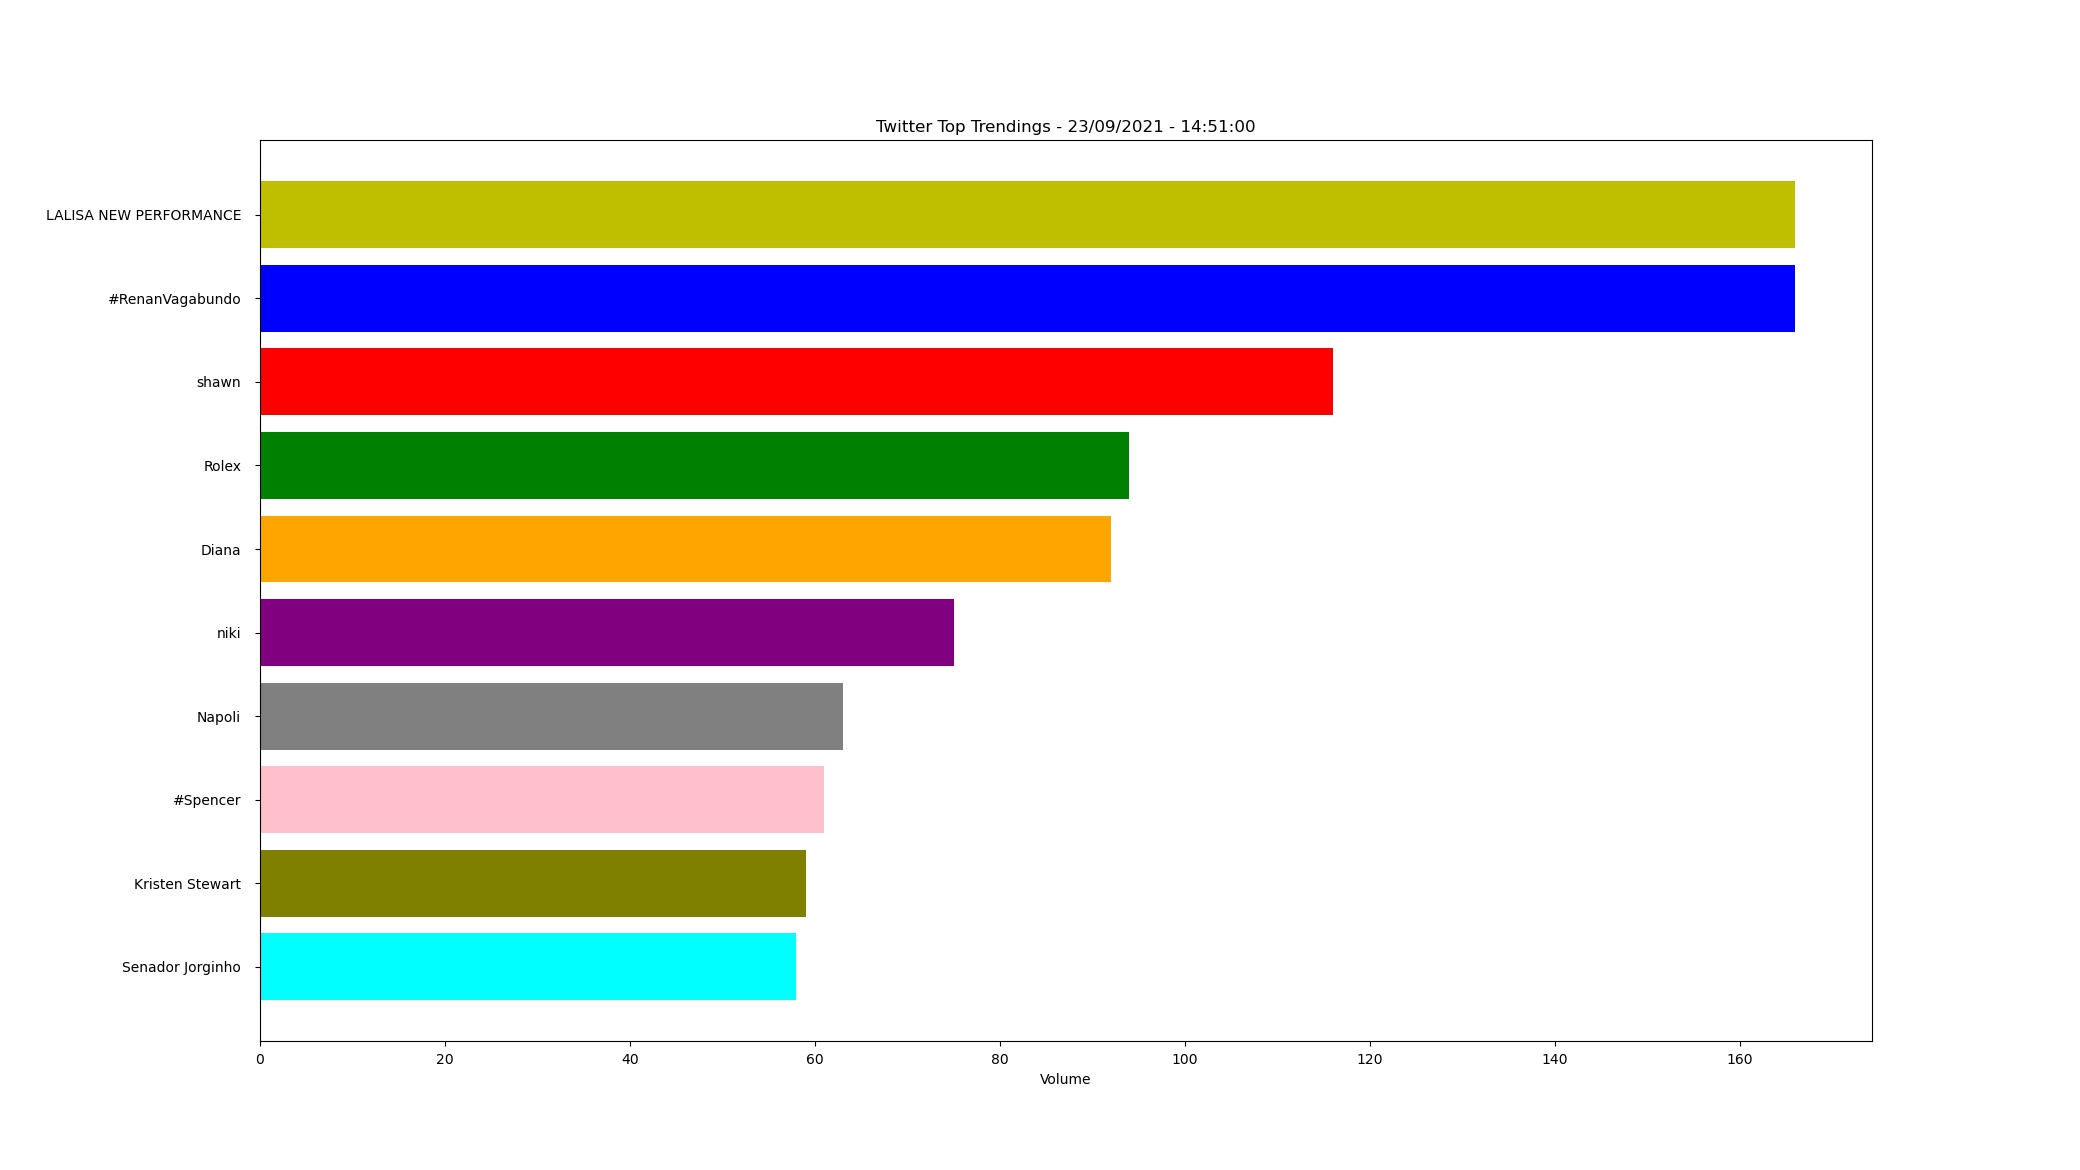 Twitter Top Trendings - 23/09/2021 - 14:51:00
LALISA NEW PERFORMANCE
#RenanVagabundo
shawn
Rolex
Diana
niki
Napoli
#Spencer
Kristen Stewart
Senador Jorginho
0 20 40 60 80 100 120 140 160
Volume